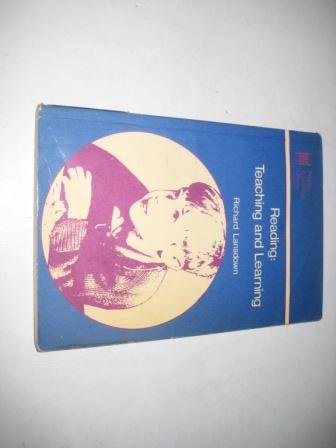 Reading:
Teaching and Learning
Richard Lansdown